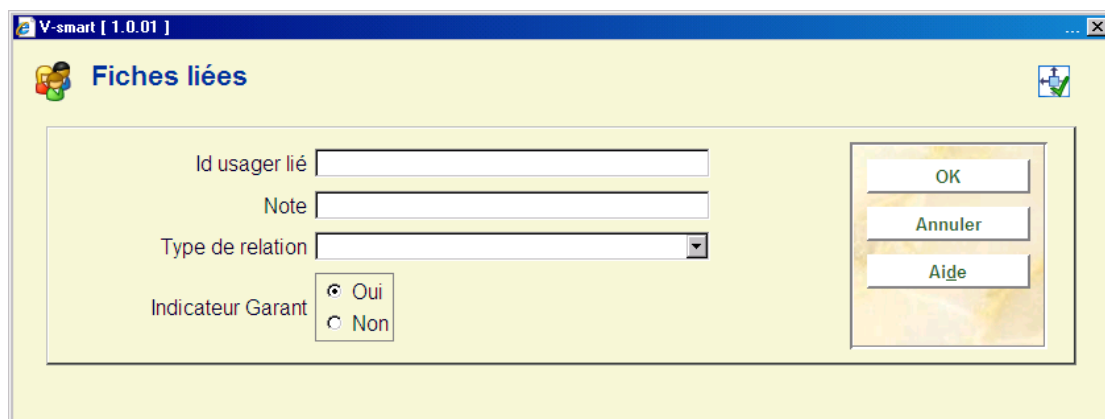 V-smart [ 1.0.01 ]
...
Fiches liées
Id usager lié
Note
Type de relation
Indicateur Garant
Oui
Non
OK
Annuler
Aide